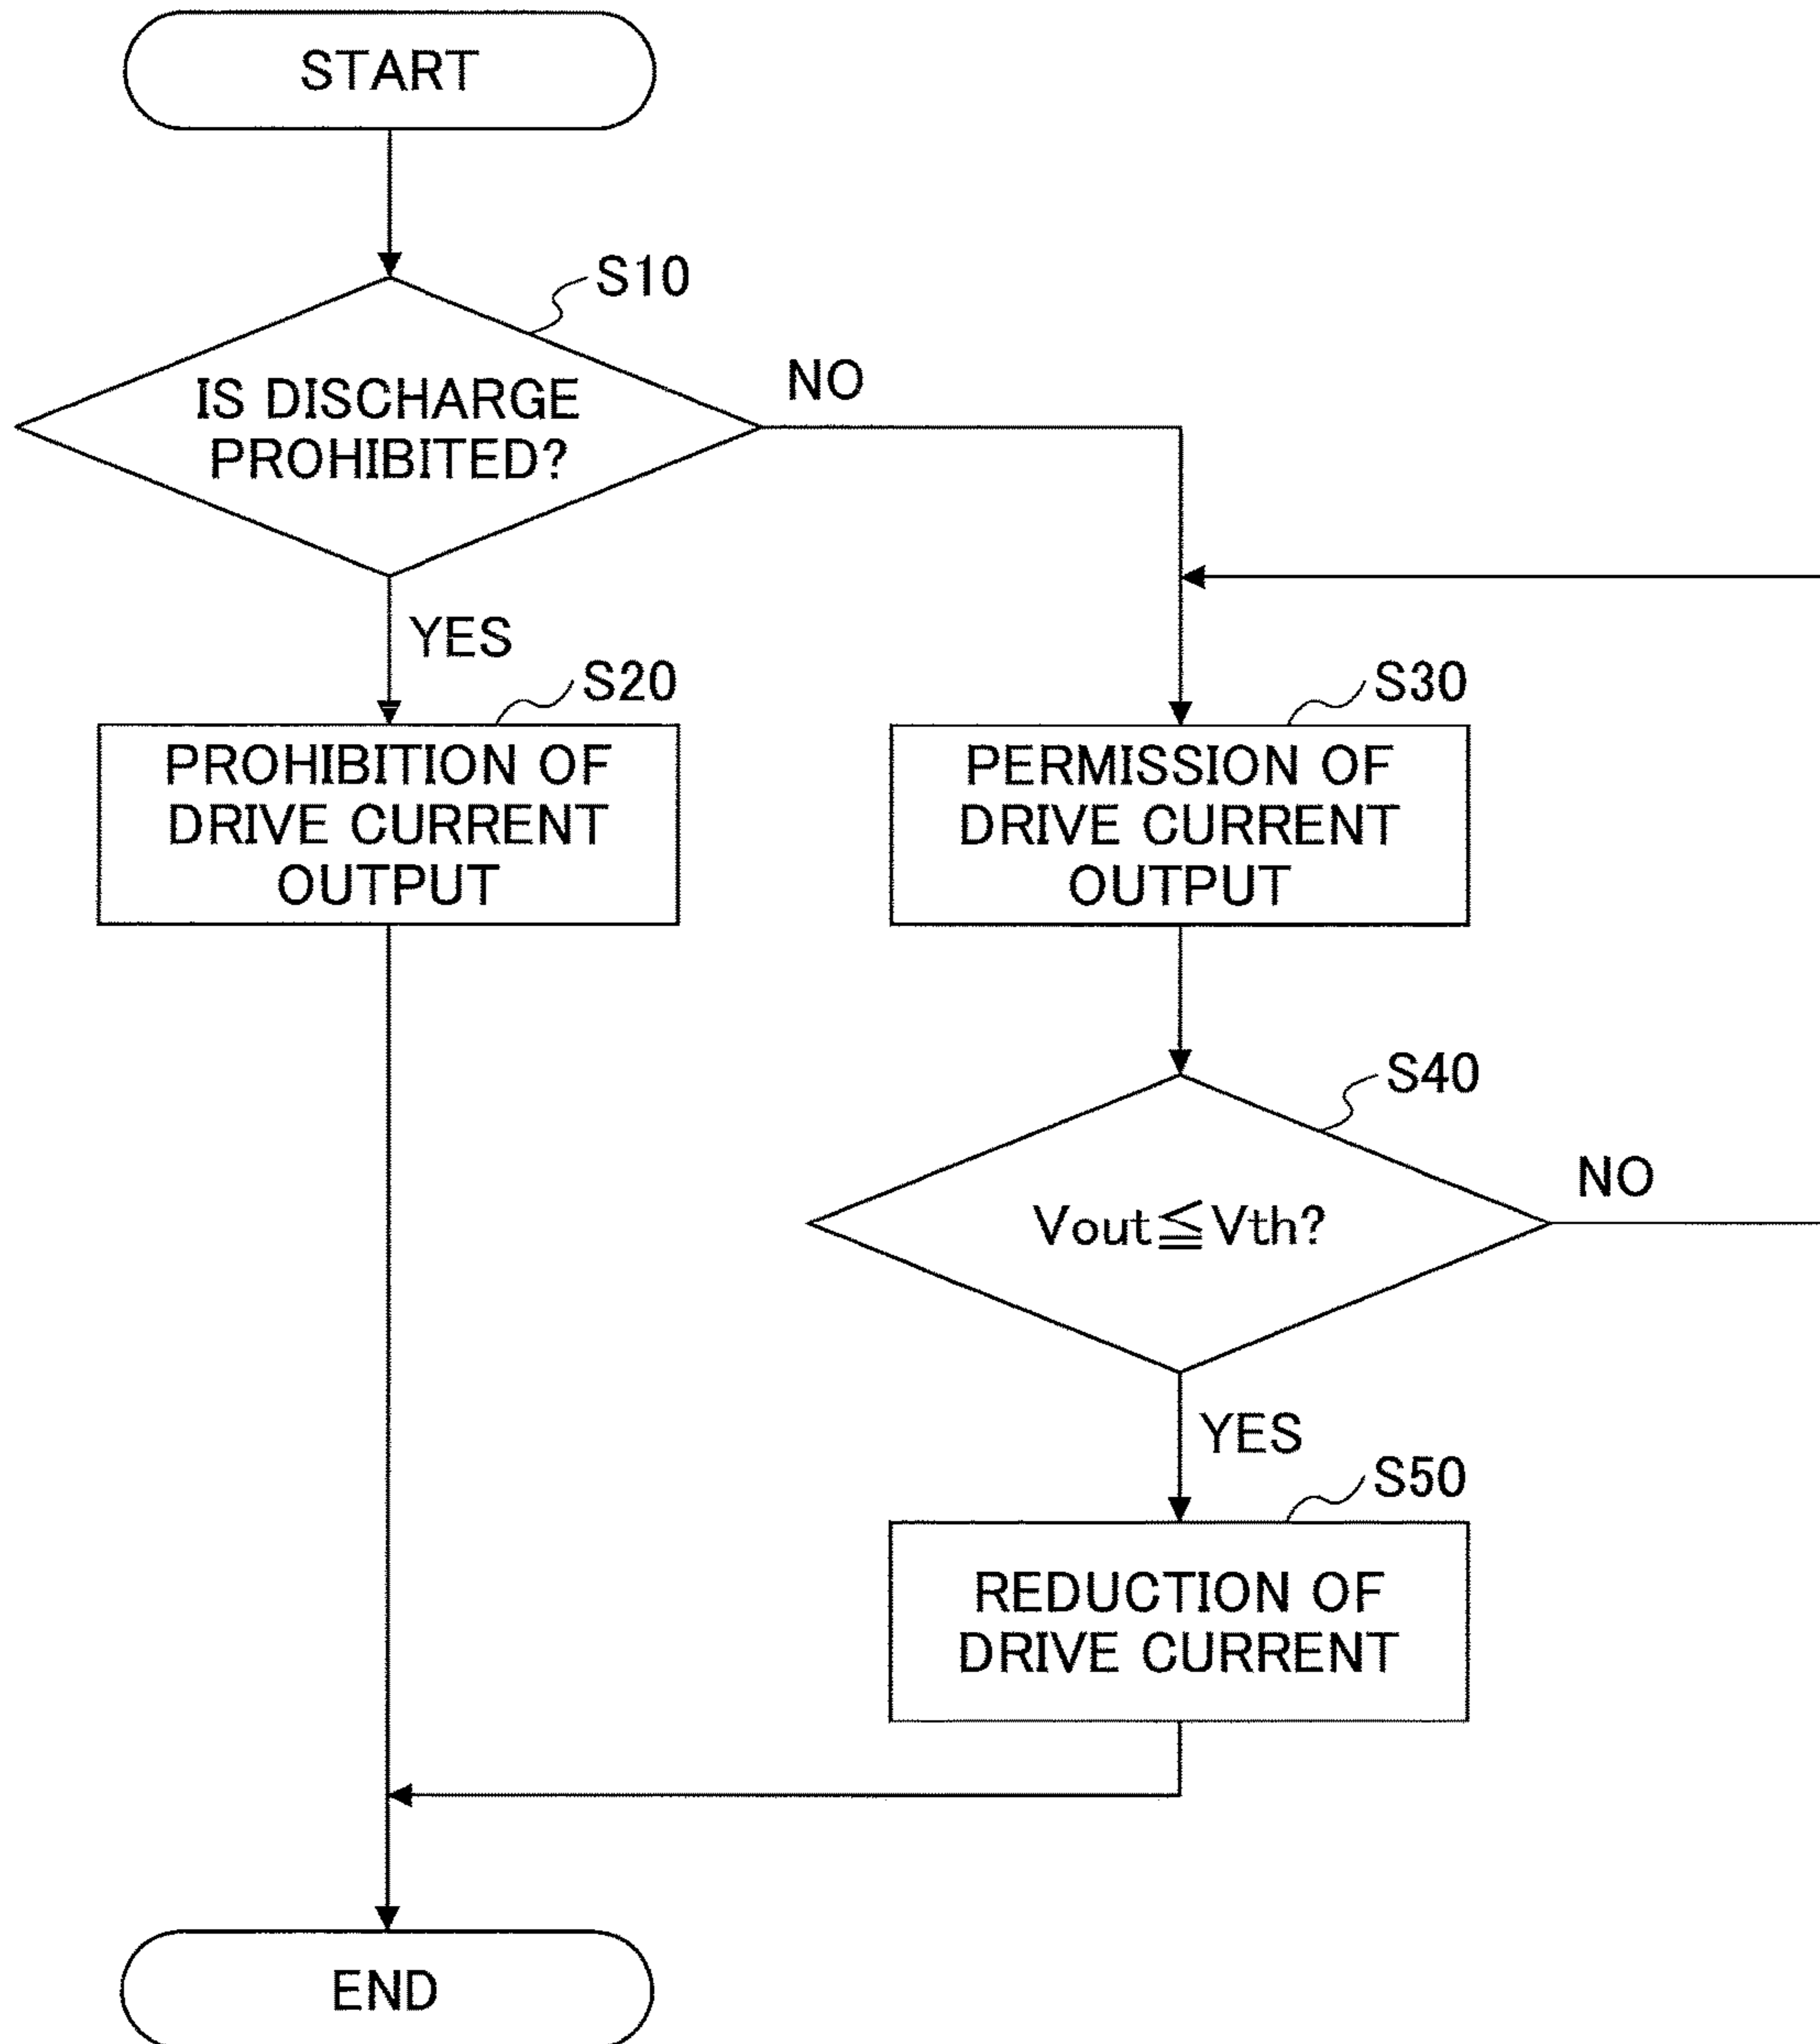 START
S10
IS DISCHARGE
PROHIBITED?
NO
YES
S20
PROHIBITION OF
DRIVE CURRENT
OUTPUT
S30
PERMISSION OF
DRIVE CURRENT
OUTPUT
S40
Vout≦Vth?
NO
YES
S50
REDUCTION OF
DRIVE CURRENT
END